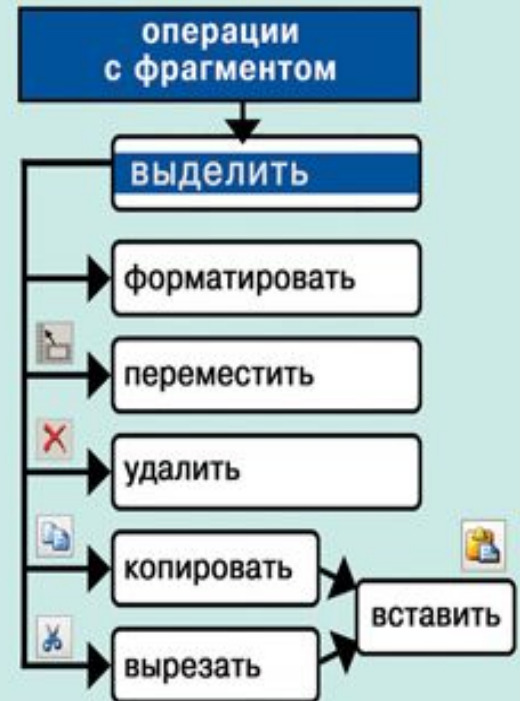 операции
с фрагментом
выделить
форматировать
переместить
удалить
копировать
вставить
вырезать